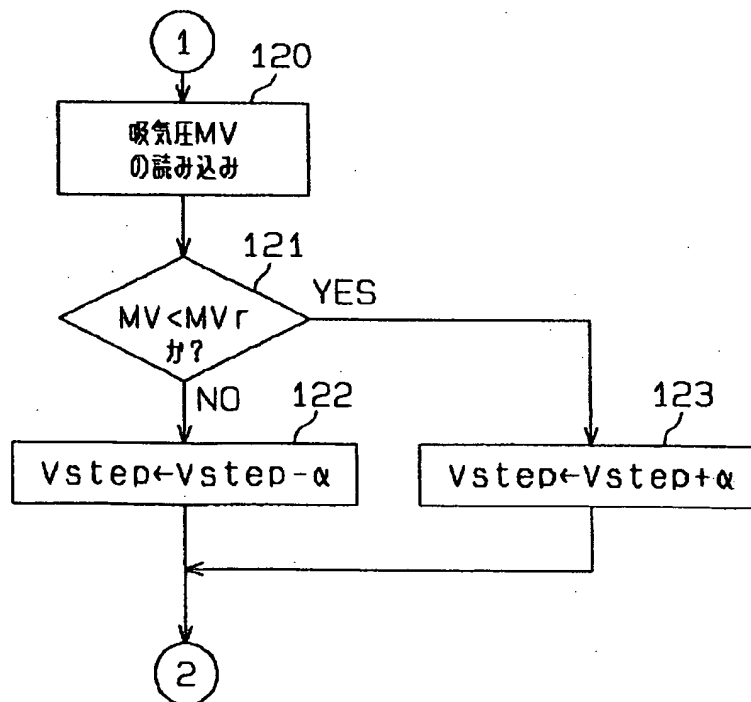 1
120
吸気圧MV
の読み込み
121
MV<MVr
か?
YES
NO
122
Vstep←Vstep-α
123
Vstep←Vstep+α
2